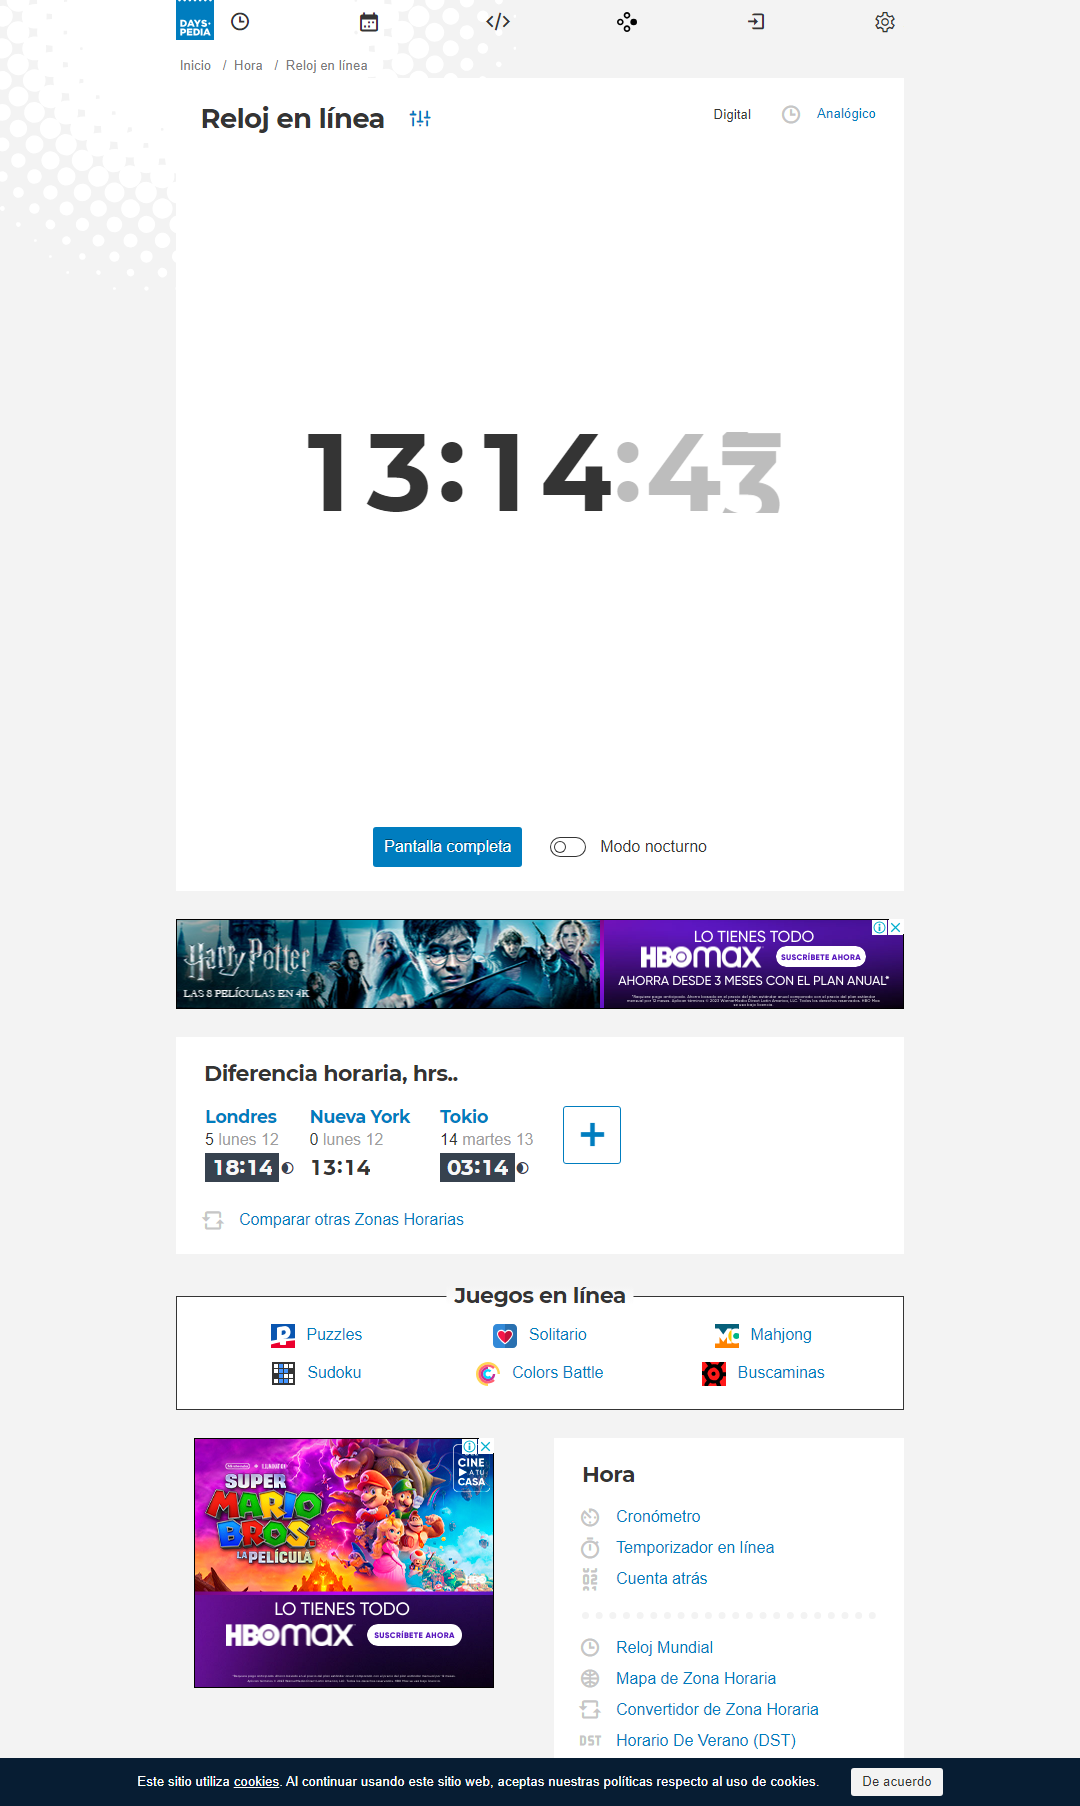 DAYS·
PEDIA
Inicio / Hora / Reloj en línea
Reloj en línea
Digital
Analógico
13:14:43
Pantalla completa
Modo nocturno
Harry Potter
LAS 8 PELÍCULAS EN 4K
LO TIENES TODO
HBOmax
SUSCRÍBETE AHORA
AHORRA DESDE 3 MESES CON EL PLAN ANUAL*
Diferencia horaria, hrs..
Londres
5 lunes 12
18:14
Nueva York
0 lunes 12
13:14
Tokio
14 martes 13
03:14
Comparar otras Zonas Horarias
Juegos en línea
Puzzles
Solitario
Mahjong
Sudoku
Colors Battle
Buscaminas
CINE
A TU
CASA
SUPER
MARIO
BROS.
LA PELÍCULA
LO TIENES TODO
HBOmax
SUSCRÍBETE AHORA
Hora
Cronómetro
Temporizador en línea
Cuenta atrás
Reloj Mundial
Mapa de Zona Horaria
Convertidor de Zona Horaria
DST Horario De Verano (DST)
Este sitio utiliza cookies. Al continuar usando este sitio web, aceptas nuestras políticas respecto al uso de cookies.
De acuerdo